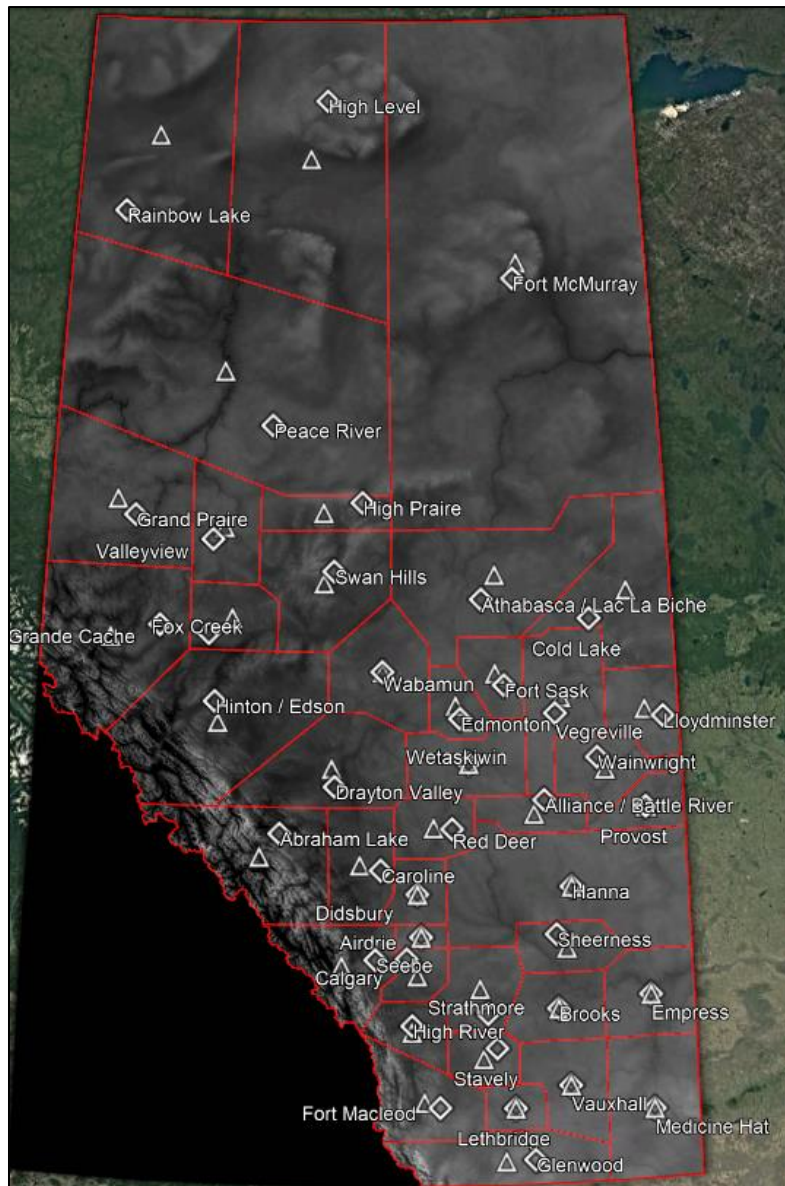 High Level
Rainbow Lake
Fort McMurray
Peace River
High Praire
Grand Praire
Valleyview
Swan Hills
Athabasca / Lac La Biche
Fox Creek
Grande Cache
Cold Lake
Wabamun
Fort Sask
Hinton / Edson
Lloydminster
Edmonton
Vegreville
Wetaskiwin
Wainwright
Drayton Valley
Alliance / Battle River
Abraham Lake
Red Deer
Provost
Caroline
Hanna
Didsbury
Airdrie
Sheerness
Seebe
Calgary
Strathmore
Brooks
Empress
High River
Stavely
Vauxhall
Fort Macleod
Medicine Hat
Lethbridge
Glenwood